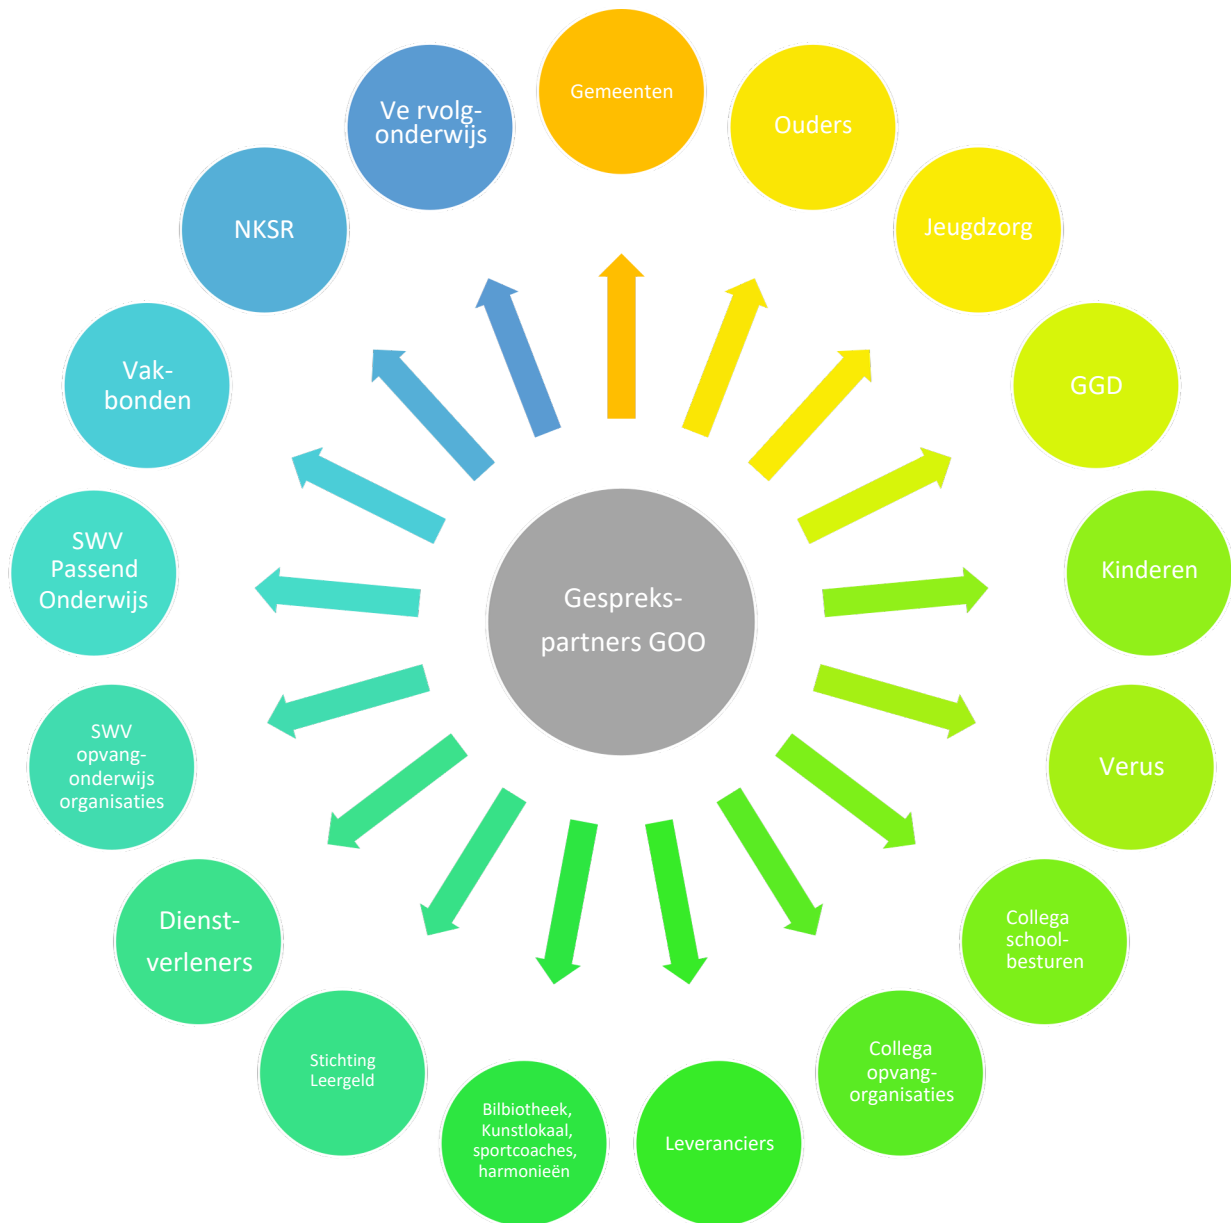 Gemeenten
Ouders
Jeugdzorg
GGD
Kinderen
Verus
Collega
school-
besturen
Collega
opvang-
organisaties
Leveranciers
Bilbiotheek,
Kunstlokaal,
sportcoaches,
harmonieën
Stichting
Leergeld
Dienst-
verleners
SWV
opvang-
onderwijs
organisaties
SWV
Passend
Onderwijs
Vak-
bonden
NKSR
Ve rvolg-
onderwijs
Gespreks-
partners GOO